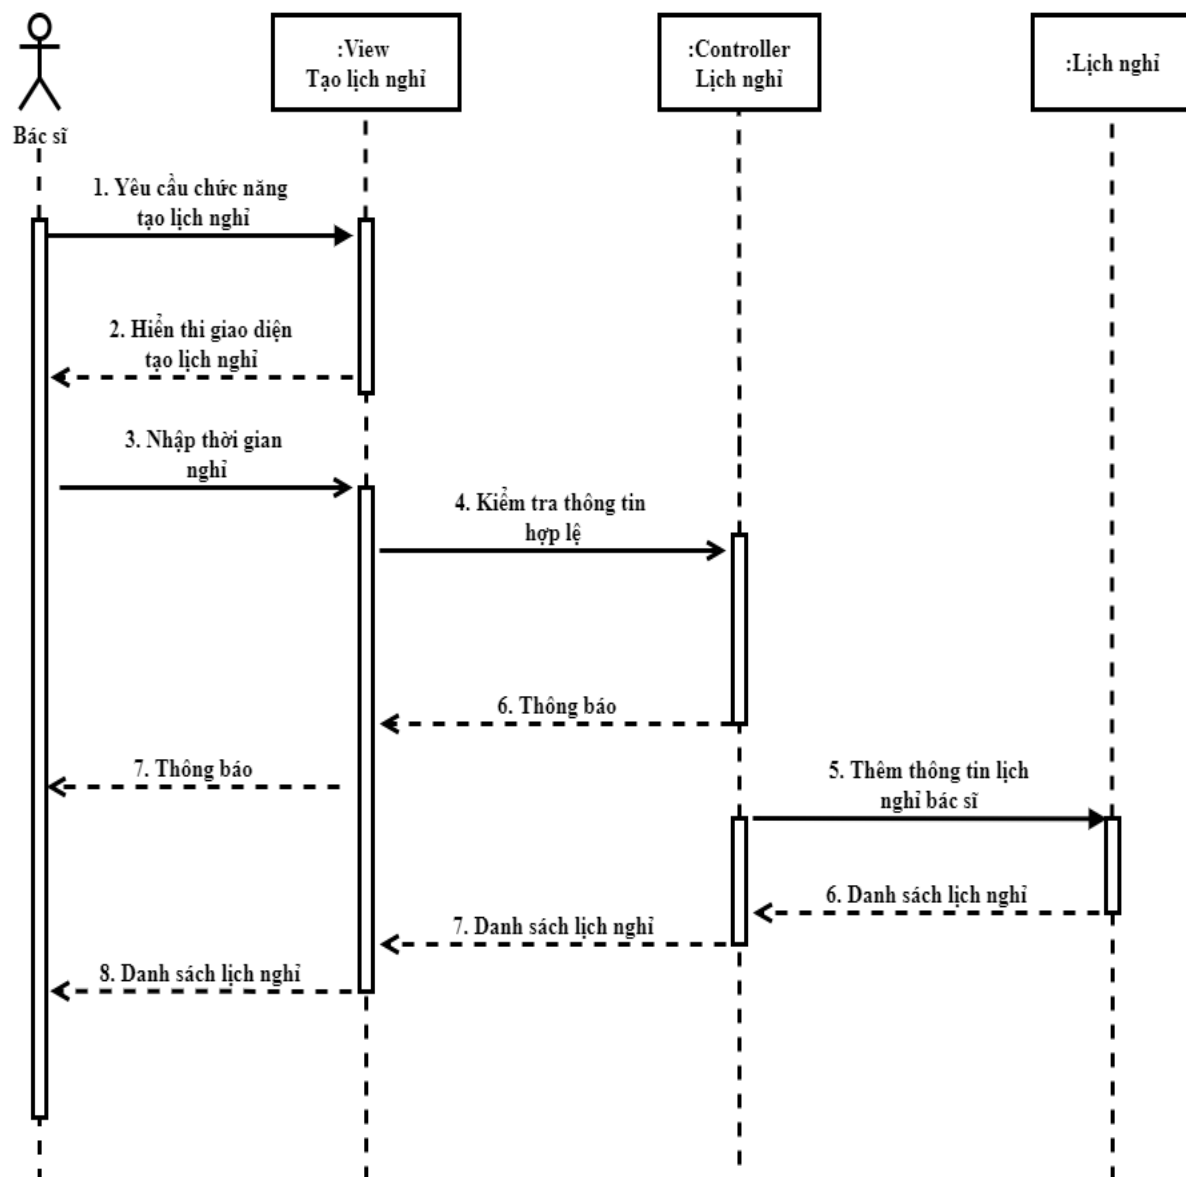 :View
Tạo lịch nghỉ
:Controller
Lịch nghỉ
:Lịch nghỉ
Bác sĩ
1. Yêu cầu chức năng
tạo lịch nghỉ
2. Hiển thi giao diện
tạo lịch nghỉ
3. Nhập thời gian
nghỉ
4. Kiểm tra thông tin
hợp lệ
6. Thông báo
7. Thông báo
5. Thêm thông tin lịch
nghỉ bác sĩ
6. Danh sách lịch nghỉ
7. Danh sách lịch nghỉ
8. Danh sách lịch nghỉ